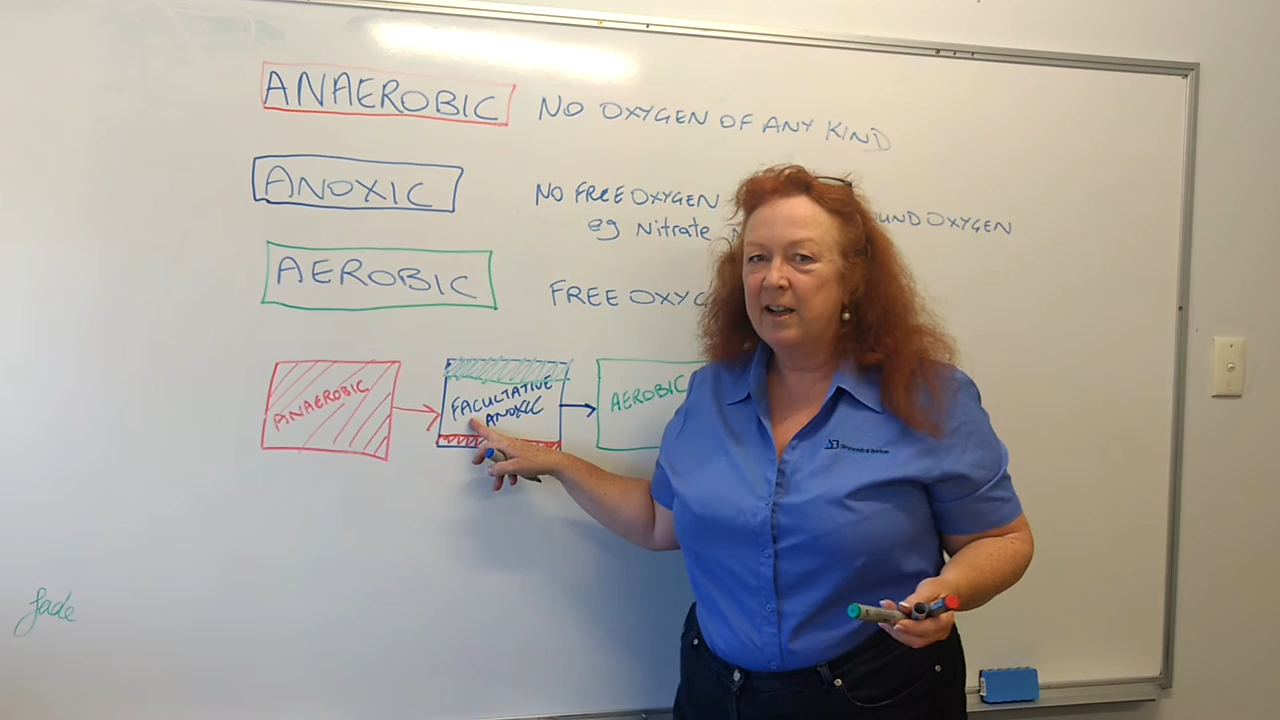 ANAEROBIC NO OXYGEN OF ANY KIND
ANOXIC NO FREE OXYGEN
OUND OXYGEN
eg Nitrate
AEROBIC FREE OXYG
ANAEROBIC
FACULTATIVE
ANOXIC
AEROBIC
Jade